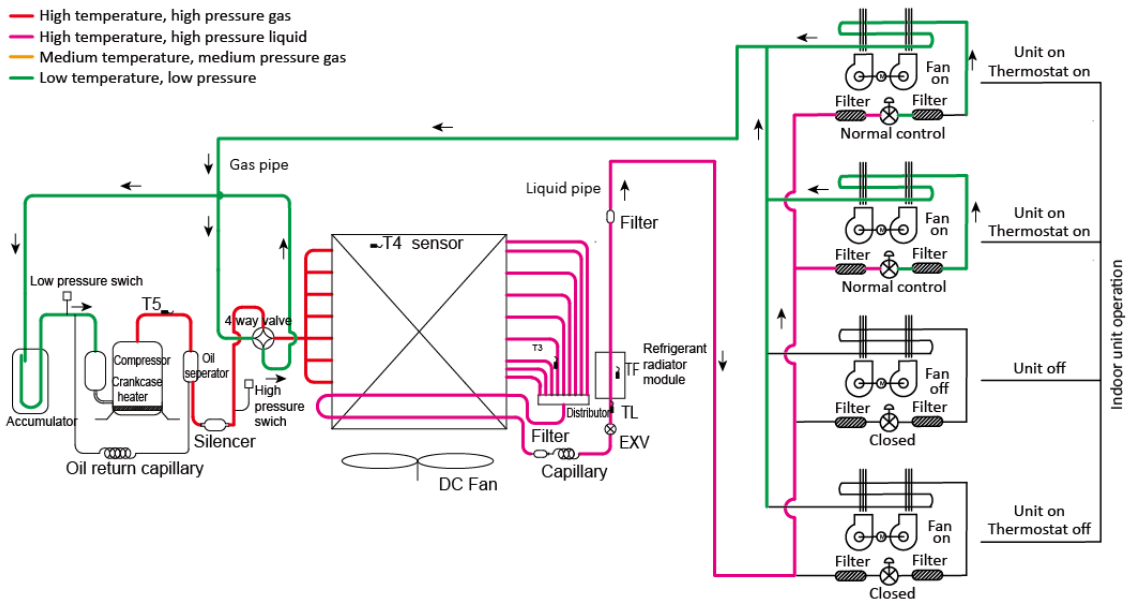 High temperature, high pressure gas
High temperature, high pressure liquid
Medium temperature, medium pressure gas
Low temperature, low pressure
Gas pipe
Liquid pipe
Filter
T4 sensor
Low pressure swich
T5
4 way valve
Compressor
Crankcase
heater
Oil
seperator
High
pressure
swich
Accumulator
Silencer
Oil return capillary
T3
TF
Refrigerant
radiator
module
Distributor
TL
EXV
Filter
Capillary
DC Fan
M
Fan
on
Filter
Filter
Normal control
Unit on
Thermostat on
M
Fan
on
Filter
Filter
Normal control
Unit on
Thermostat on
M
Fan
off
Filter
Filter
Closed
Unit off
M
Fan
on
Filter
Filter
Closed
Unit on
Thermostat off
Indoor unit operation